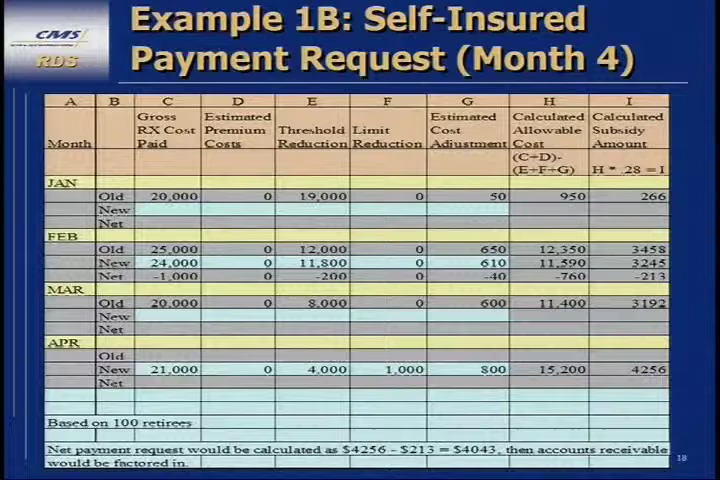 Example 1B: Self-Insured
Payment Request (Month 4)
CMS
RDS
A B C D E F G H I
Gross Estimated Estimated Calculated Calculated
RX Cost Premium Threshold Limit Cost Allowable Subsidy
Month Paid Costs Reduction Reduction Adjustment Cost Amount
(C+D)-
(E+F+G) H * .28 = I
JAN
Old 20,000 0 19,000 0 50 950 266
New
Net
FEB
Old 25,000 0 12,000 0 650 12,350 3458
New 24,000 0 11,800 0 610 11,590 3245
Net -1,000 0 -200 0 -40 -760 -213
MAR
Old 20,000 0 8,000 0 600 11,400 3192
New
Net
APR
Old
New 21,000 0 4,000 1,000 800 15,200 4256
Net
Based on 100 retirees
Net payment request would be calculated as $4256 - $213 = $4043, then accounts receivable
would be factored in.
18